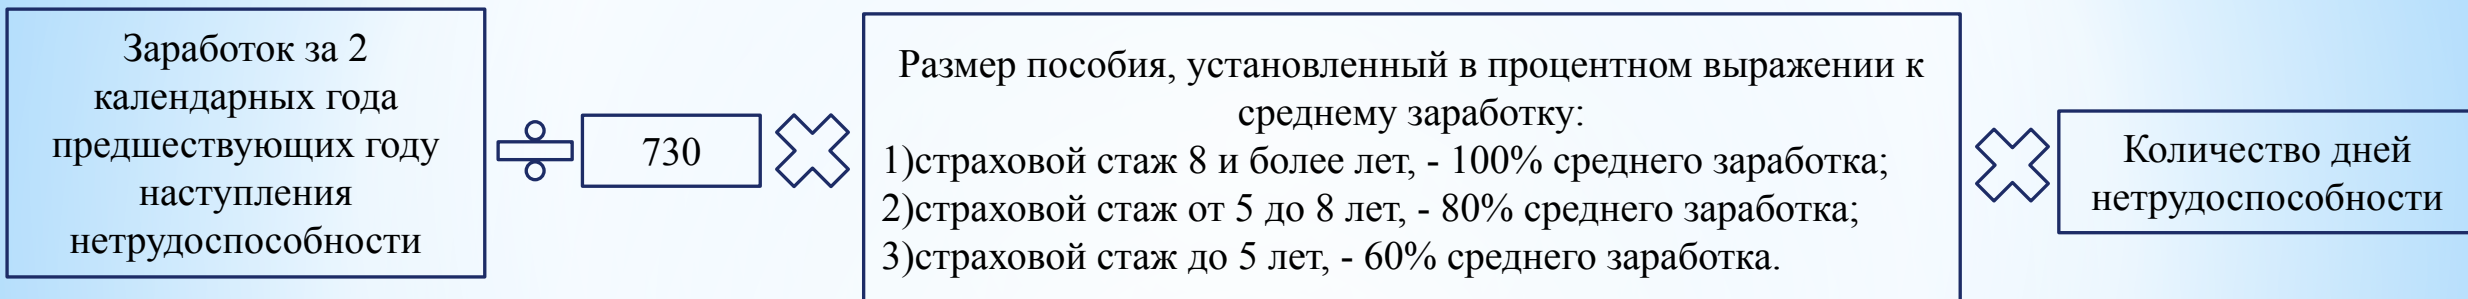 Заработок за 2
календарных года
предшествующих году
наступления
нетрудоспособности
730
Размер пособия, установленный в процентном выражении к
среднему заработку:
1)страховой стаж 8 и более лет, - 100% среднего заработка;
2)страховой стаж от 5 до 8 лет, - 80% среднего заработка;
3)страховой стаж до 5 лет, - 60% среднего заработка.
Количество дней
нетрудоспособности